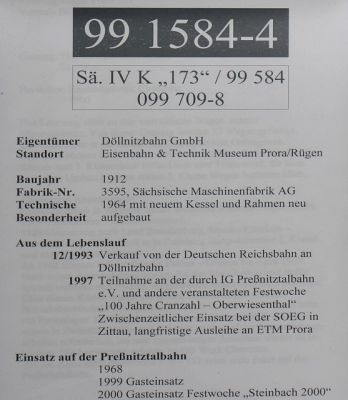 99 1584-4
Sä. IV K „173“ / 99 584
099 709-8
Eigentümer Döllnitzbahn GmbH
Standort Eisenbahn & Technik Museum Prora/Rügen
Baujahr 1912
Fabrik-Nr. 3595, Sächsische Maschinenfabrik AG
Technische 1964 mit neuem Kessel und Rahmen neu
Besonderheit aufgebaut
Aus dem Lebenslauf
12/1993 Verkauf von der Deutschen Reichsbahn an
Döllnitzbahn
1997 Teilnahme an der durch IG Preßnitztalbahn
e.V. und andere veranstalteten Festwoche
„100 Jahre Cranzahl – Oberwiesenthal“
Zwischenzeitlicher Einsatz bei der SOEG in
Zittau, langfristige Ausleihe an ETM Prora
Einsatz auf der Preßnitztalbahn
1968
1999 Gasteinsatz
2000 Gasteinsatz Festwoche „Steinbach 2000“